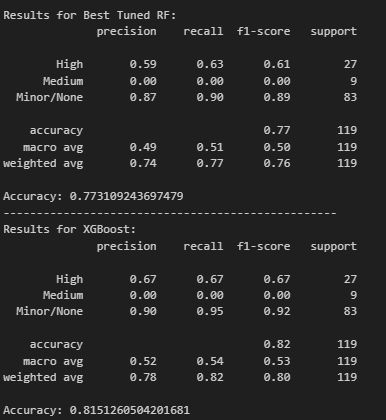 Results for Best Tuned RF:
precision recall f1-score support
High 0.59 0.63 0.61 27
Medium 0.00 0.00 0.00 9
Minor/None 0.87 0.90 0.89 83
accuracy 0.77 119
macro avg 0.49 0.51 0.50 119
weighted avg 0.74 0.77 0.76 119
Accuracy: 0.773109243697479
--------------------------------------------------
Results for XGBoost:
precision recall f1-score support
High 0.67 0.67 0.67 27
Medium 0.00 0.00 0.00 9
Minor/None 0.90 0.95 0.92 83
accuracy 0.82 119
macro avg 0.52 0.54 0.53 119
weighted avg 0.78 0.82 0.80 119
Accuracy: 0.8151260504201681